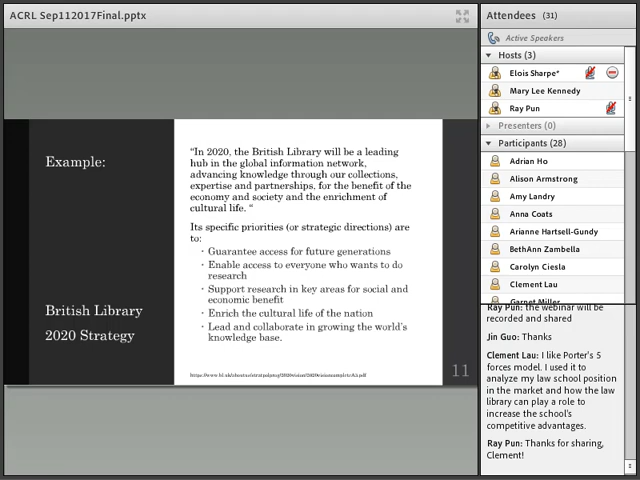 ACRL Sep112017Final.pptx
Example:
British Library
2020 Strategy
"In 2020, the British Library will be a leading
hub in the global information network,
advancing knowledge through our collections,
expertise and partnerships, for the benefit of the
economy and society and the enrichment of
cultural life. "
Its specific priorities (or strategic directions) are
to:
· Guarantee access for future generations
· Enable access to everyone who wants to do
research
· Support research in key areas for social and
economic benefit
· Enrich the cultural life of the nation
· Lead and collaborate in growing the world's
knowledge base.
11
Attendees (31)
Active Speakers
Hosts (3)
Elois Sharpe*
Mary Lee Kennedy
Ray Pun
Presenters (0)
Participants (28)
Adrian Ho
Alison Armstrong
Amy Landry
Anna Coats
Arianne Hartsell-Gundy
BethAnn Zambella
Carolyn Ciesla
Clement Lau
Garnet Miller
Ray Pun: the webinar will be
recorded and shared
Jin Guo: Thanks
Clement Lau: I like Porter's 5
forces model. I used it to
analyze my law school position
in the market and how the law
library can play a role to
increase the school's
competitive advantages.
Ray Pun: Thanks for sharing,
Clement!